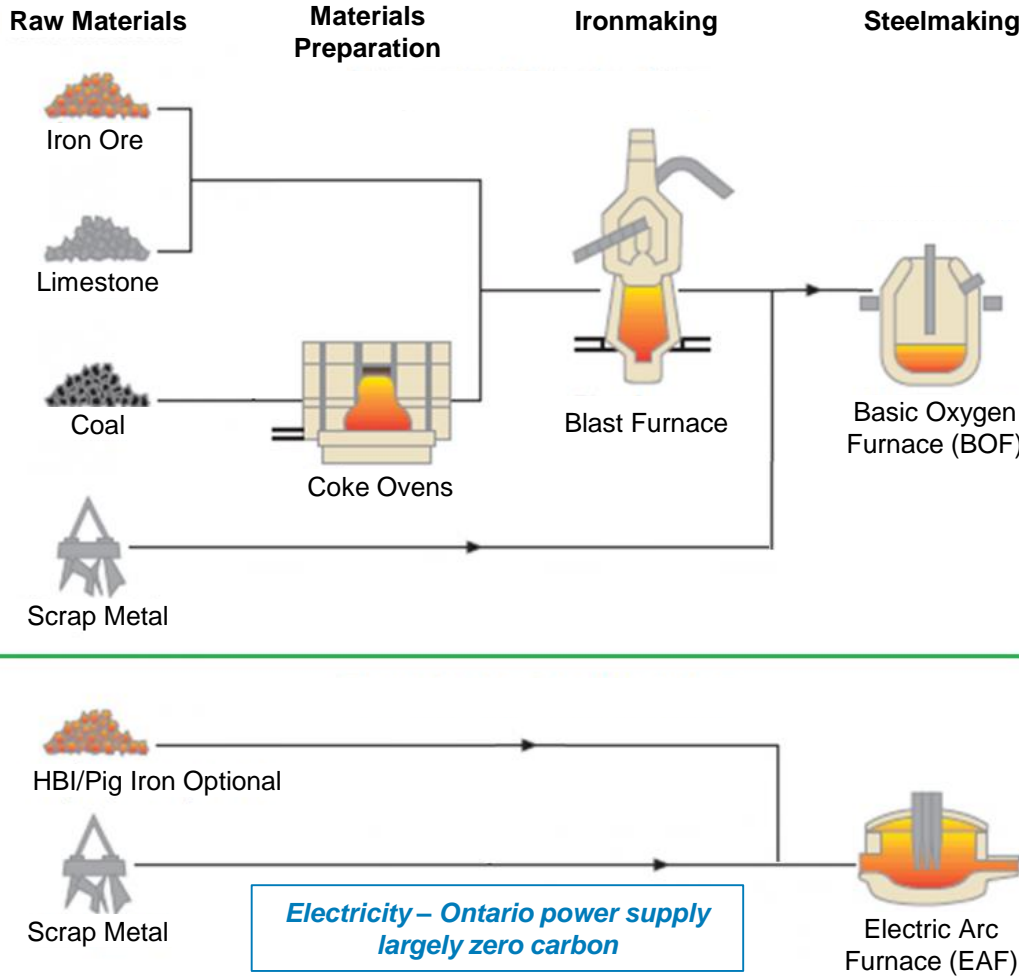 Raw Materials
Materials
Preparation
Ironmaking
Steelmaking
Iron Ore
Limestone
Coal
Coke Ovens
Blast Furnace
Basic Oxygen
Furnace (BOF)
Scrap Metal
HBI/Pig Iron Optional
Scrap Metal
Electricity – Ontario power supply
largely zero carbon
Electric Arc
Furnace (EAF)